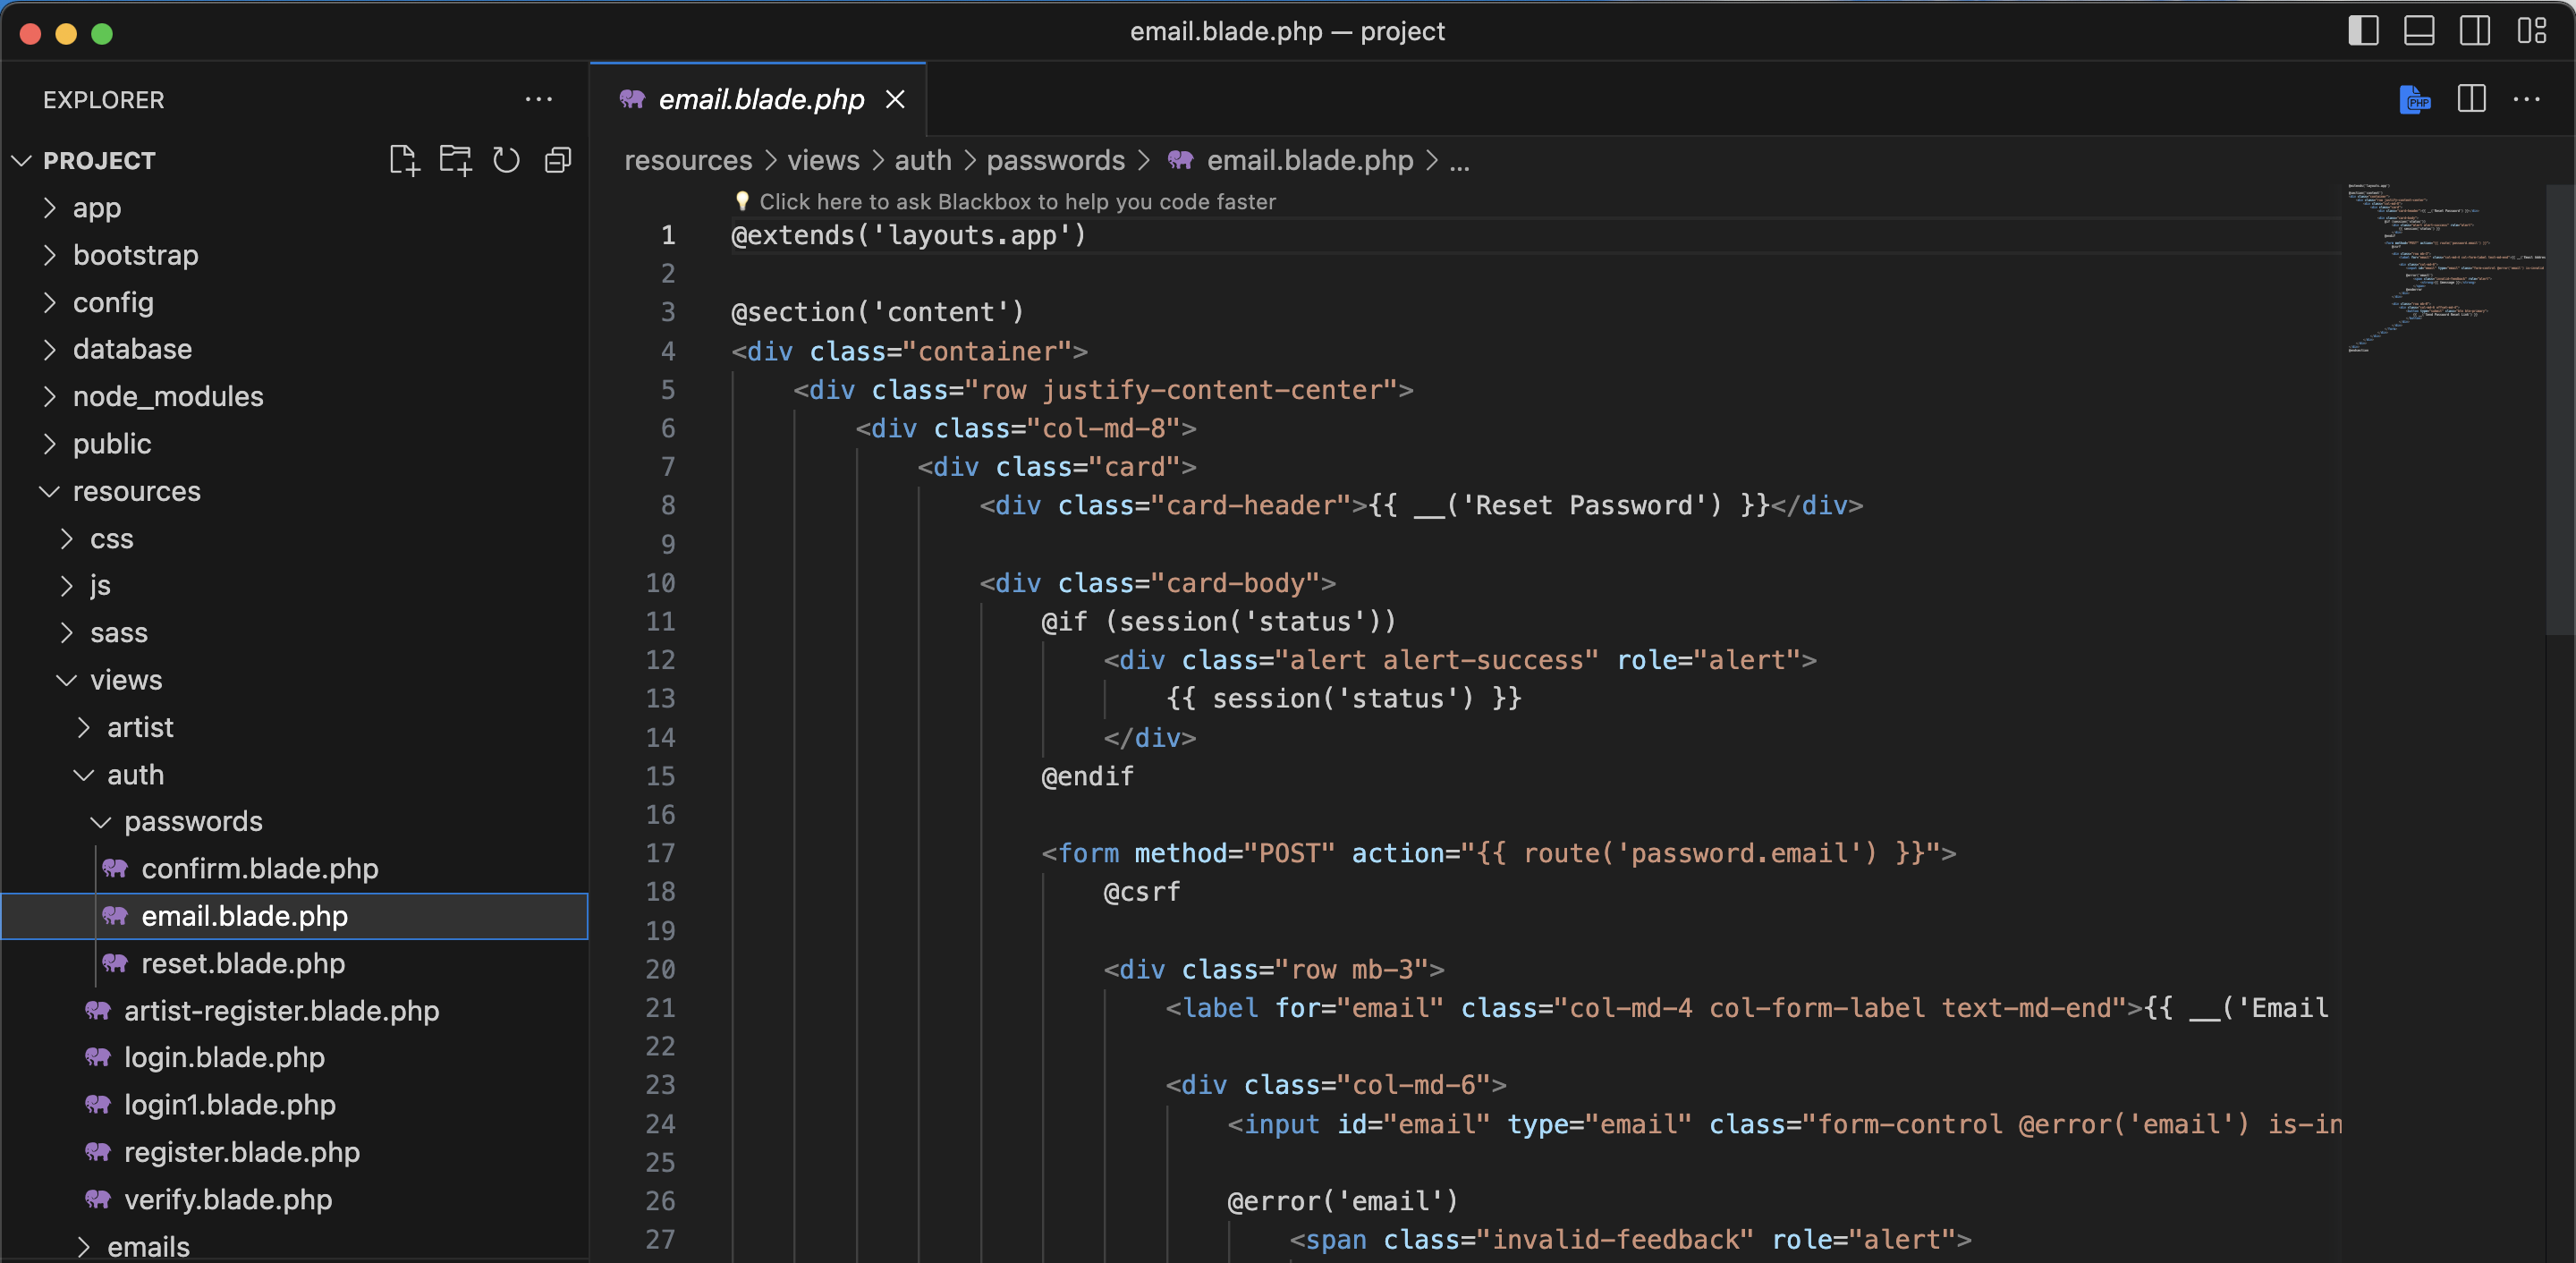 email.blade.php — project
EXPLORER
PROJECT
app
bootstrap
config
database
node_modules
public
resources
css
js
sass
views
artist
auth
passwords
confirm.blade.php
email.blade.php
reset.blade.php
artist-register.blade.php
login.blade.php
login1.blade.php
register.blade.php
verify.blade.php
emails
email.blade.php
PHP
resources > views > auth > passwords > email.blade.php > ...
Click here to ask Blackbox to help you code faster
1 @extends('layouts.app')
2
3 @section('content')
4 <div class="container">
5 <div class="row justify-content-center">
6 <div class="col-md-8">
7 <div class="card">
8 <div class="card-header">{{ __('Reset Password') }}</div>
9
10 <div class="card-body">
11 @if (session('status'))
12 <div class="alert alert-success" role="alert">
13 {{ session('status') }}
14 </div>
15 @endif
16
17 <form method="POST" action="{{ route('password.email') }}">
18 @csrf
19
20 <div class="row mb-3">
21 <label for="email" class="col-md-4 col-form-label text-md-end">{{ __('Email
22
23 <div class="col-md-6">
24 <input id="email" type="email" class="form-control @error('email') is-in
25
26 @error('email')
27 <span class="invalid-feedback" role="alert">